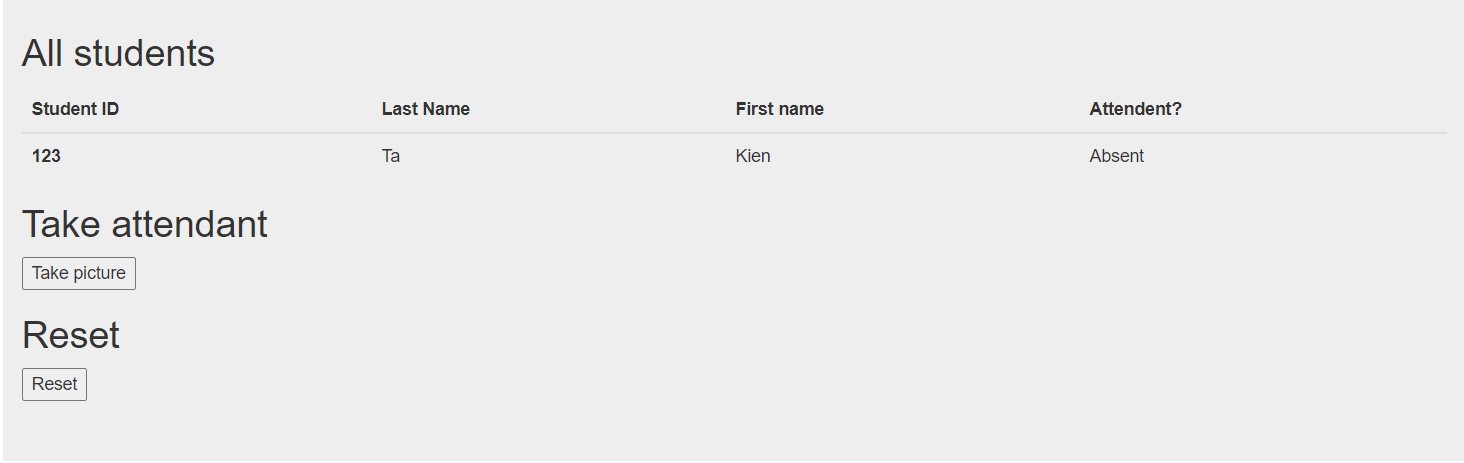 All students
Student ID Last Name First name Attendent?
123 Ta Kien Absent
Take attendant
Take picture
Reset
Reset